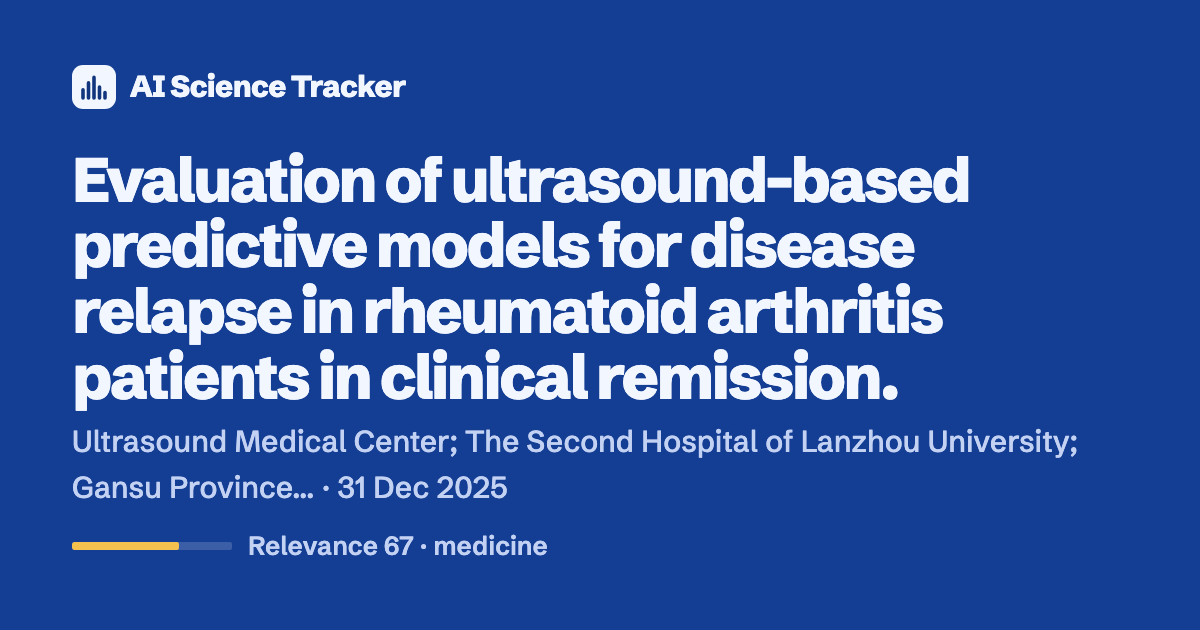 AI Science Tracker
Evaluation of ultrasound-based
predictive models for disease
relapse in rheumatoid arthritis
patients in clinical remission.
Ultrasound Medical Center; The Second Hospital of Lanzhou University;
Gansu Province... · 31 Dec 2025
Relevance 67 · medicine